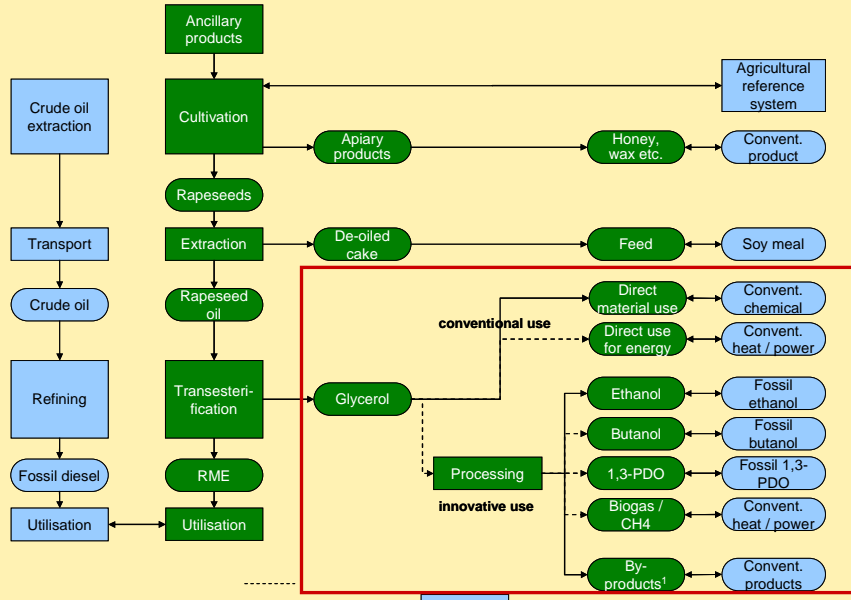 Ancillary
products
Crude oil
extraction
Cultivation
Agricultural
reference
system
Apiary
products
Honey,
wax etc.
Convent.
product
Rapeseeds
Transport
Extraction
De-oiled
cake
Feed
Soy meal
Crude oil
Rapeseed
oil
Direct
material use
Convent.
chemical
conventional use
Direct use
for energy
Convent.
heat / power
Refining
Transesteri-
fication
Glycerol
Ethanol
Fossil
ethanol
Butanol
Fossil
butanol
Fossil diesel
RME
Processing
1,3-PDO
Fossil 1,3-
PDO
innovative use
Biogas /
CH4
Convent.
heat / power
Utilisation
Utilisation
By-
products1
Convent.
products